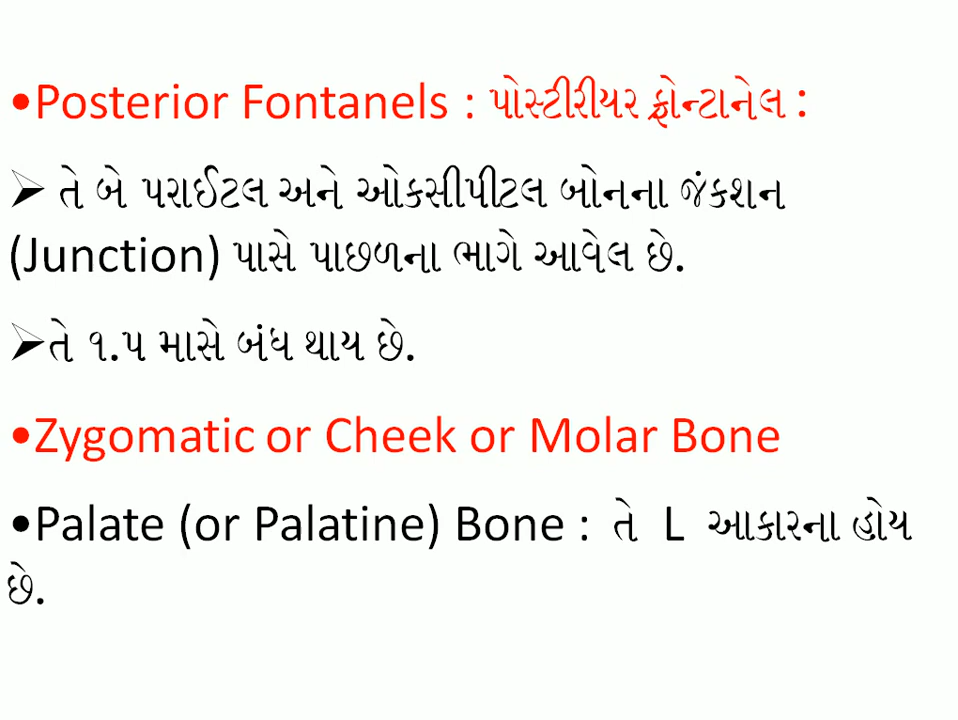 •Posterior Fontanels : પોસ્ટીરીયર ફ્રોન્ટાનેલ :
➢ તે બે પરાઈટલ અને ઓકસીપીટલ બોનના જંકશન
(Junction) પાસે પાછળના ભાગે આવેલ છે.
➢તે ૧.૫ માસે બંધ થાય છે.
•Zygomatic or Cheek or Molar Bone
•Palate (or Palatine) Bone : તે L આકારના હોય
છે.